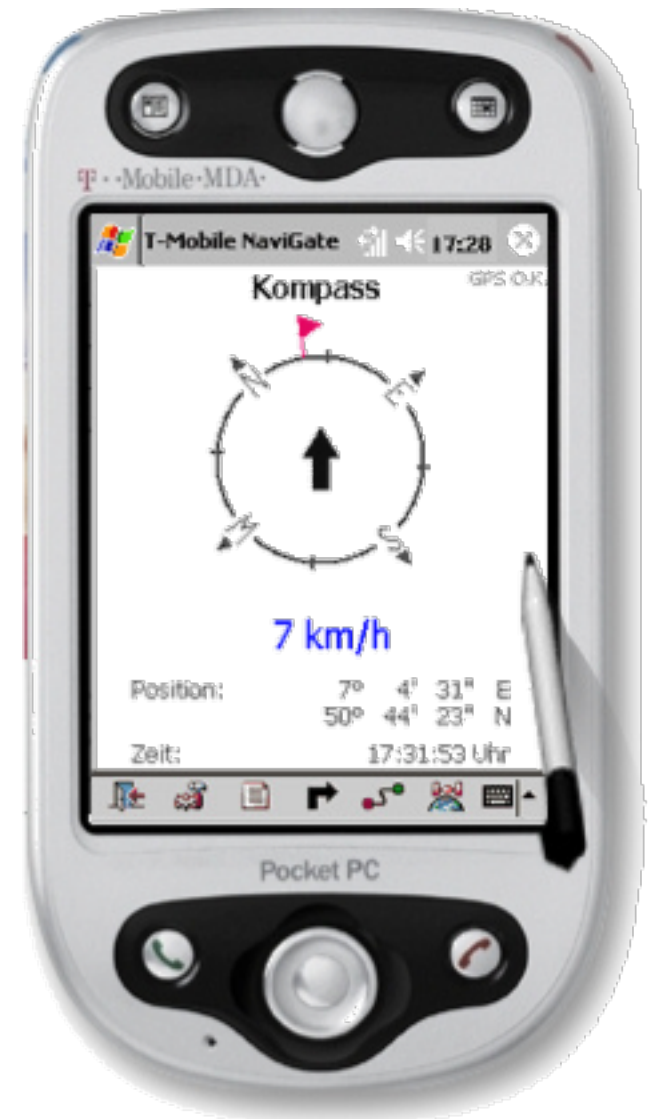 T··Mobile·MDA·
T-Mobile NaviGate 17:28
GPS O.K.
Kompass
N
E
W
S
7 km/h
Position: 7° 4' 31" E
50° 44' 23" N
Zeit: 17:31:53 Uhr
Pocket PC